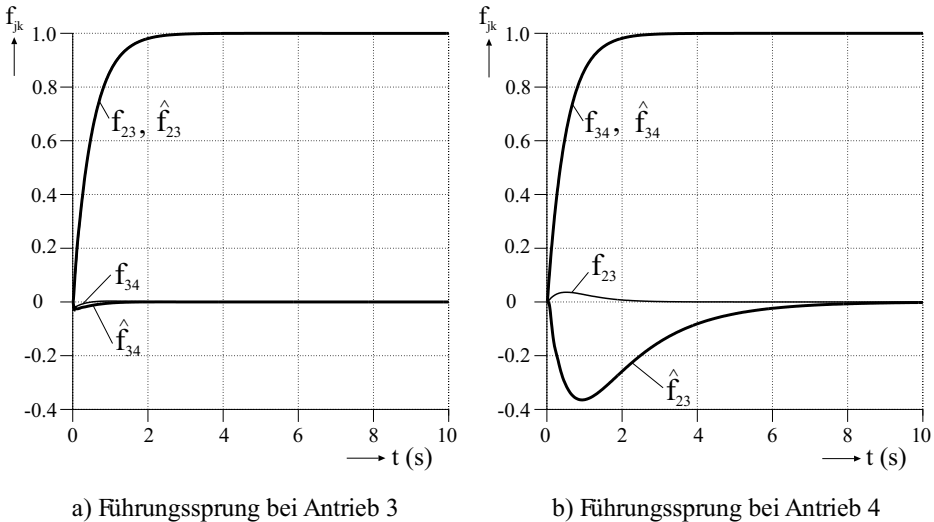 f_jk
1.0
0.8
0.6
0.4
0.2
0
-0.2
-0.4
f_23, f̂_23
f_34
f̂_34
0 2 4 6 8 10
t (s)
a) Führungssprung bei Antrieb 3
f_jk
1.0
0.8
0.6
0.4
0.2
0
-0.2
-0.4
f_34, f̂_34
f_23
f̂_23
0 2 4 6 8 10
t (s)
b) Führungssprung bei Antrieb 4